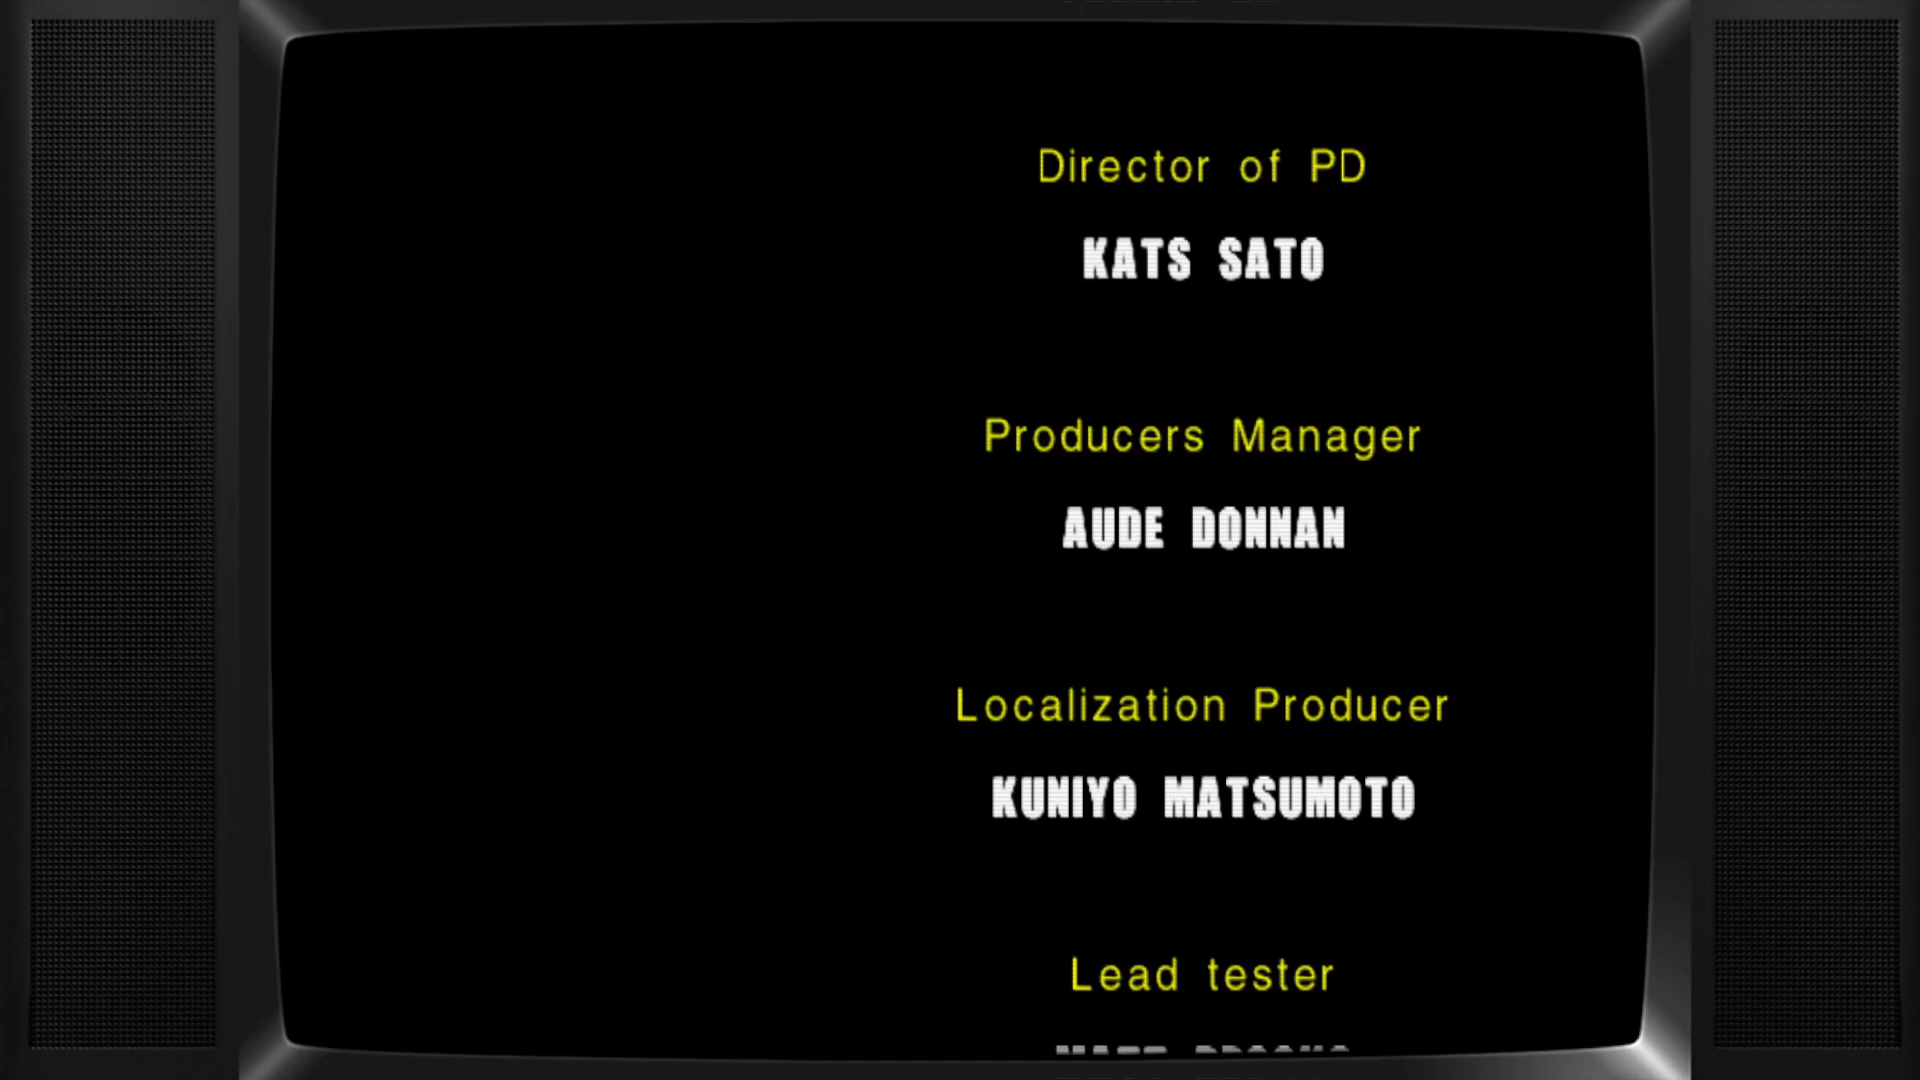 Director of PD
KATS SATO
Producers Manager
AUDE DONNAN
Localization Producer
KUNIYO MATSUMOTO
Lead tester